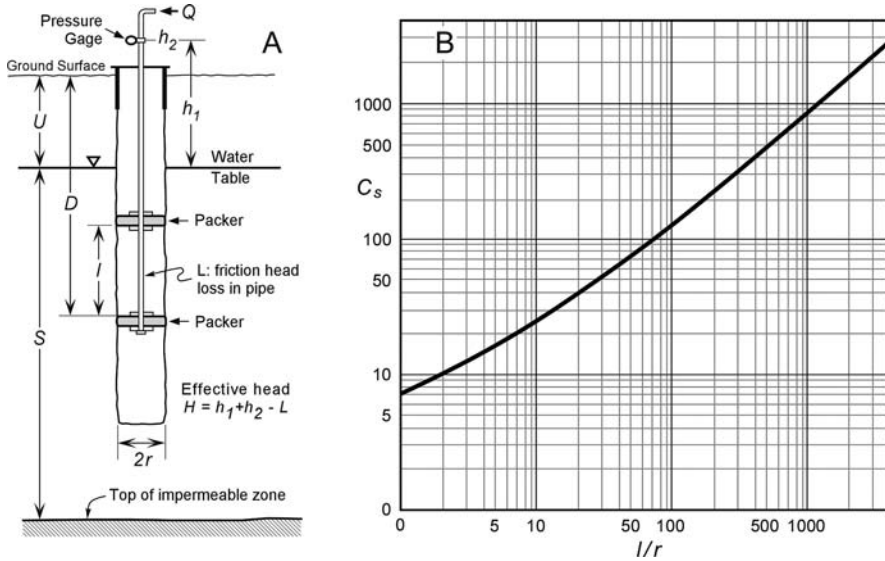 A
Q
Pressure
Gage
h2
Ground Surface
h1
U
Water
Table
D
Packer
l
L: friction head
loss in pipe
Packer
S
Effective head
H = h1+h2 - L
2r
Top of impermeable zone
B
1000
500
Cs
100
50
10
5
0
0 5 10 50 100 500 1000
l/r